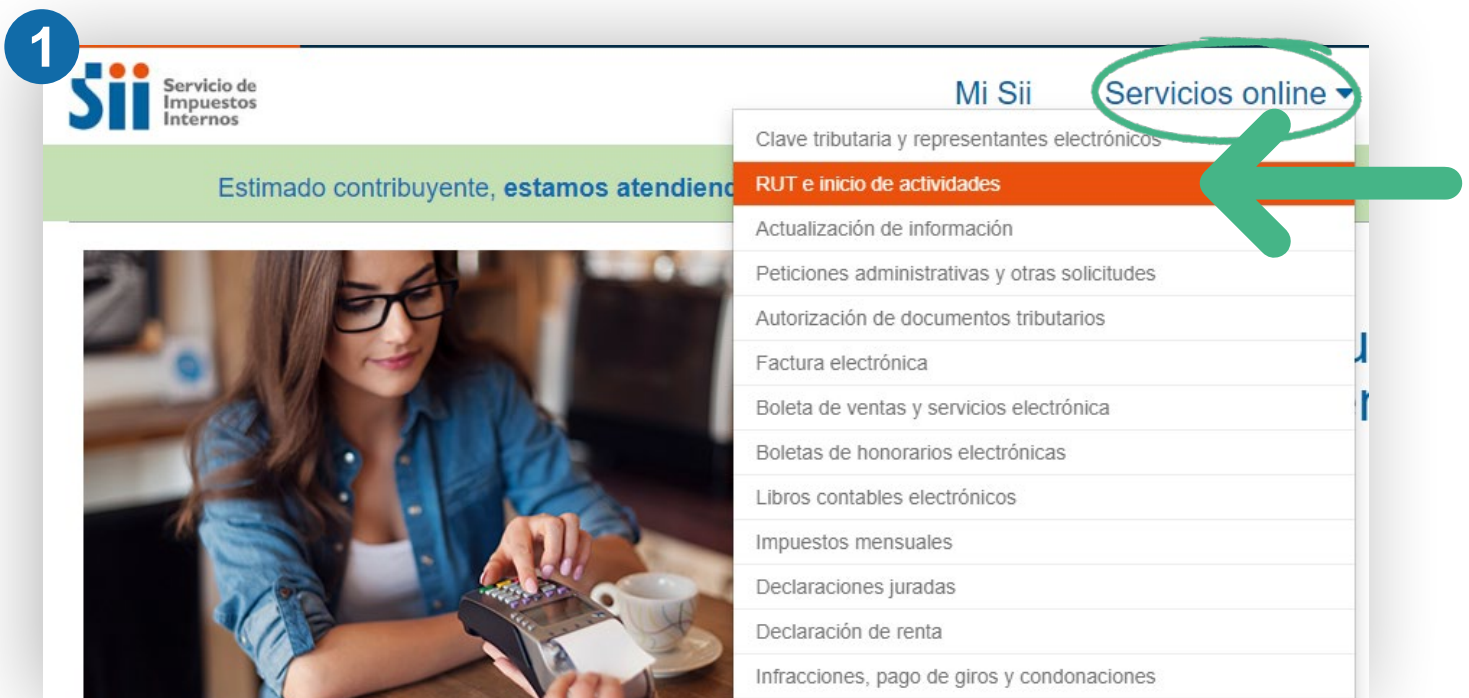 1
Sii Servicio de
Impuestos
Internos
Mi Sii Servicios online
Estimado contribuyente, estamos
Clave tributaria y representantes electrónicos
RUT e inicio de actividades
Actualización de información
Peticiones administrativas y otras solicitudes
Autorización de documentos tributarios
Factura electrónica
Boleta de ventas y servicios electrónica
Boletas de honorarios electrónicas
Libros contables electrónicos
Impuestos mensuales
Declaraciones juradas
Declaración de renta
Infracciones, pago de giros y condonaciones